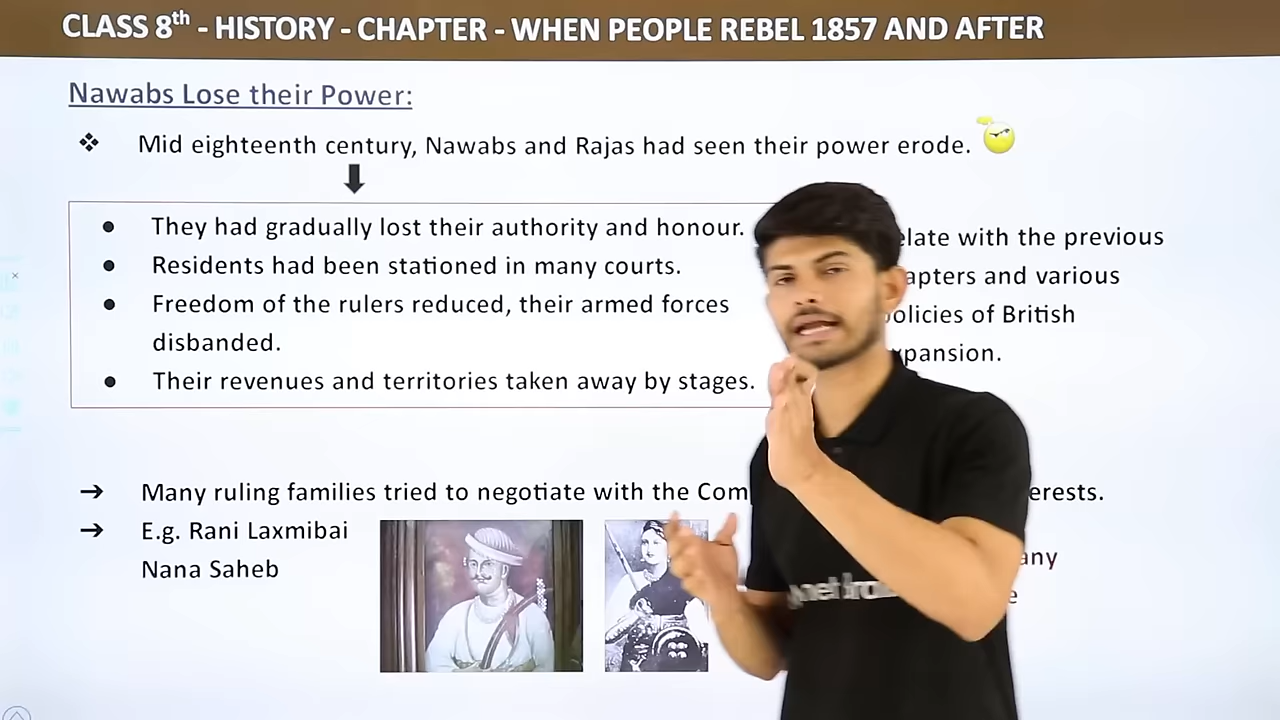 CLASS 8th - HISTORY - CHAPTER - WHEN PEOPLE REBEL 1857 AND AFTER
Nawabs Lose their Power:
❖ Mid eighteenth century, Nawabs and Rajas had seen their power erode.
● They had gradually lost their authority and honour.
● Residents had been stationed in many courts.
● Freedom of the rulers reduced, their armed forces
disbanded.
● Their revenues and territories taken away by stages.
elate with the previous
apters and various
olicies of British
xpansion.
→ Many ruling families tried to negotiate with the Com erests.
→ E.g. Rani Laxmibai
Nana Saheb
any
e